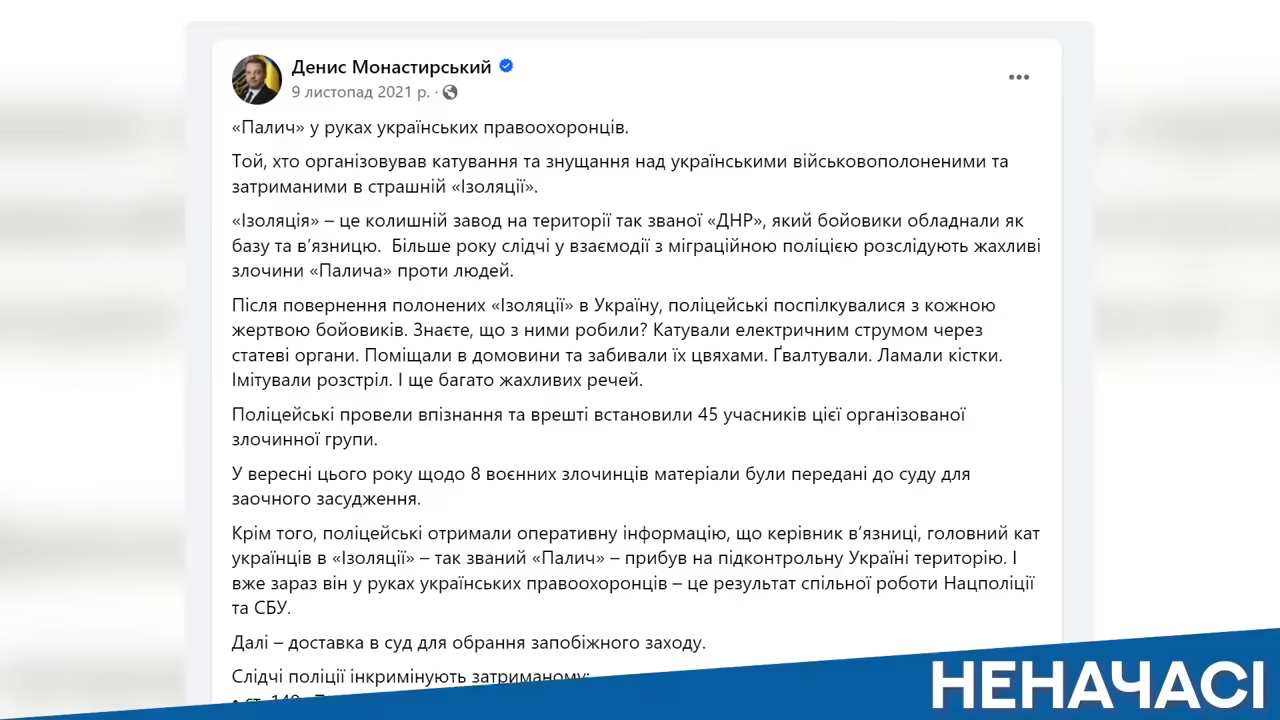 Денис Монастирський
9 листопад 2021 р. ·
«Палич» у руках українських правоохоронців.
Той, хто організовував катування та знущання над українськими військовополоненими та
затриманими в страшній «Ізоляції».
«Ізоляція» – це колишній завод на території так званої «ДНР», який бойовики обладнали як
базу та в’язницю.  Більше року слідчі у взаємодії з міграційною поліцією розслідують жахливі
злочини «Палича» проти людей.
Після повернення полонених «Ізоляції» в Україну, поліцейські поспілкувалися з кожною
жертвою бойовиків. Знаєте, що з ними робили? Катували електричним струмом через
статеві органи. Поміщали в домовини та забивали їх цвяхами. Ґвалтували. Ламали кістки.
Імітували розстріл. І ще багато жахливих речей.
Поліцейські провели впізнання та врешті встановили 45 учасників цієї організованої
злочинної групи.
У вересні цього року щодо 8 воєнних злочинців матеріали були передані до суду для
заочного засудження.
Крім того, поліцейські отримали оперативну інформацію, що керівник в’язниці, головний кат
українців в «Ізоляції» – так званий «Палич» – прибув на підконтрольну Україні територію. І
вже зараз він у руках українських правоохоронців – це результат спільної роботи Нацполіції
та СБУ.
Далі – доставка в суд для обрання запобіжного заходу.
Слідчі поліції інкримінують затриманому:
НЕНАЧАСІ